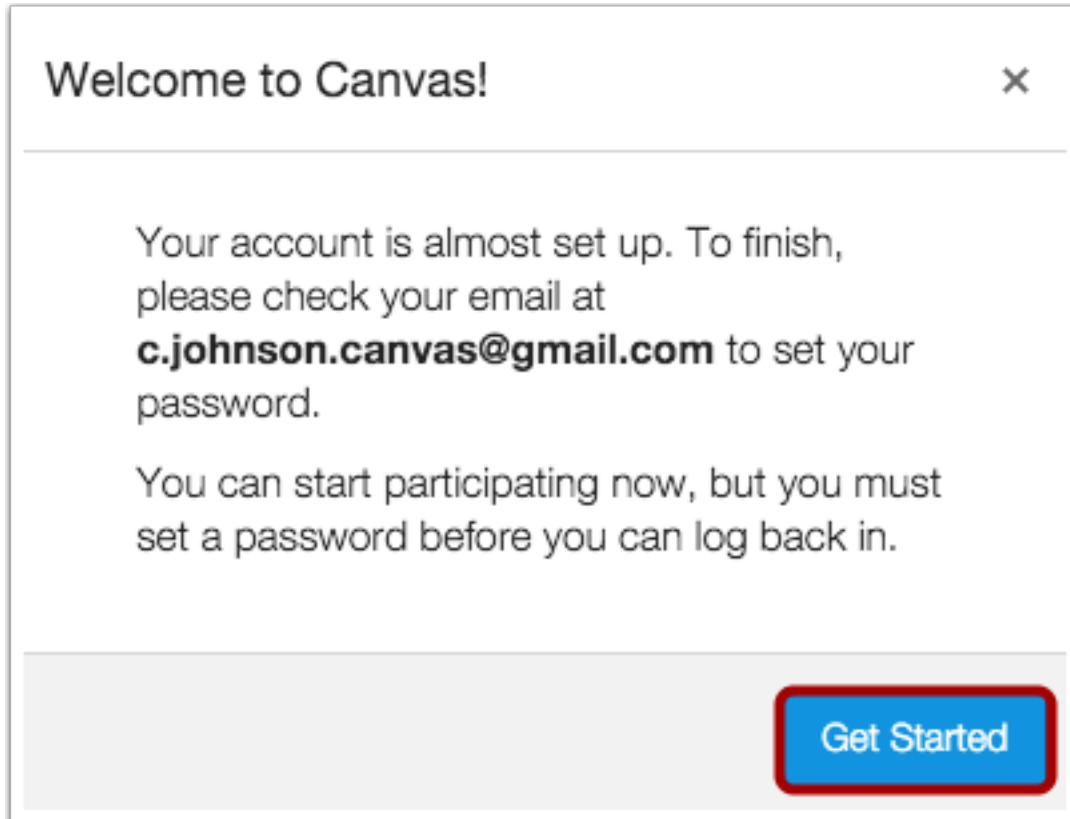 Welcome to Canvas!
Your account is almost set up. To finish,
please check your email at
c.johnson.canvas@gmail.com to set your
password.
You can start participating now, but you must
set a password before you can log back in.
Get Started